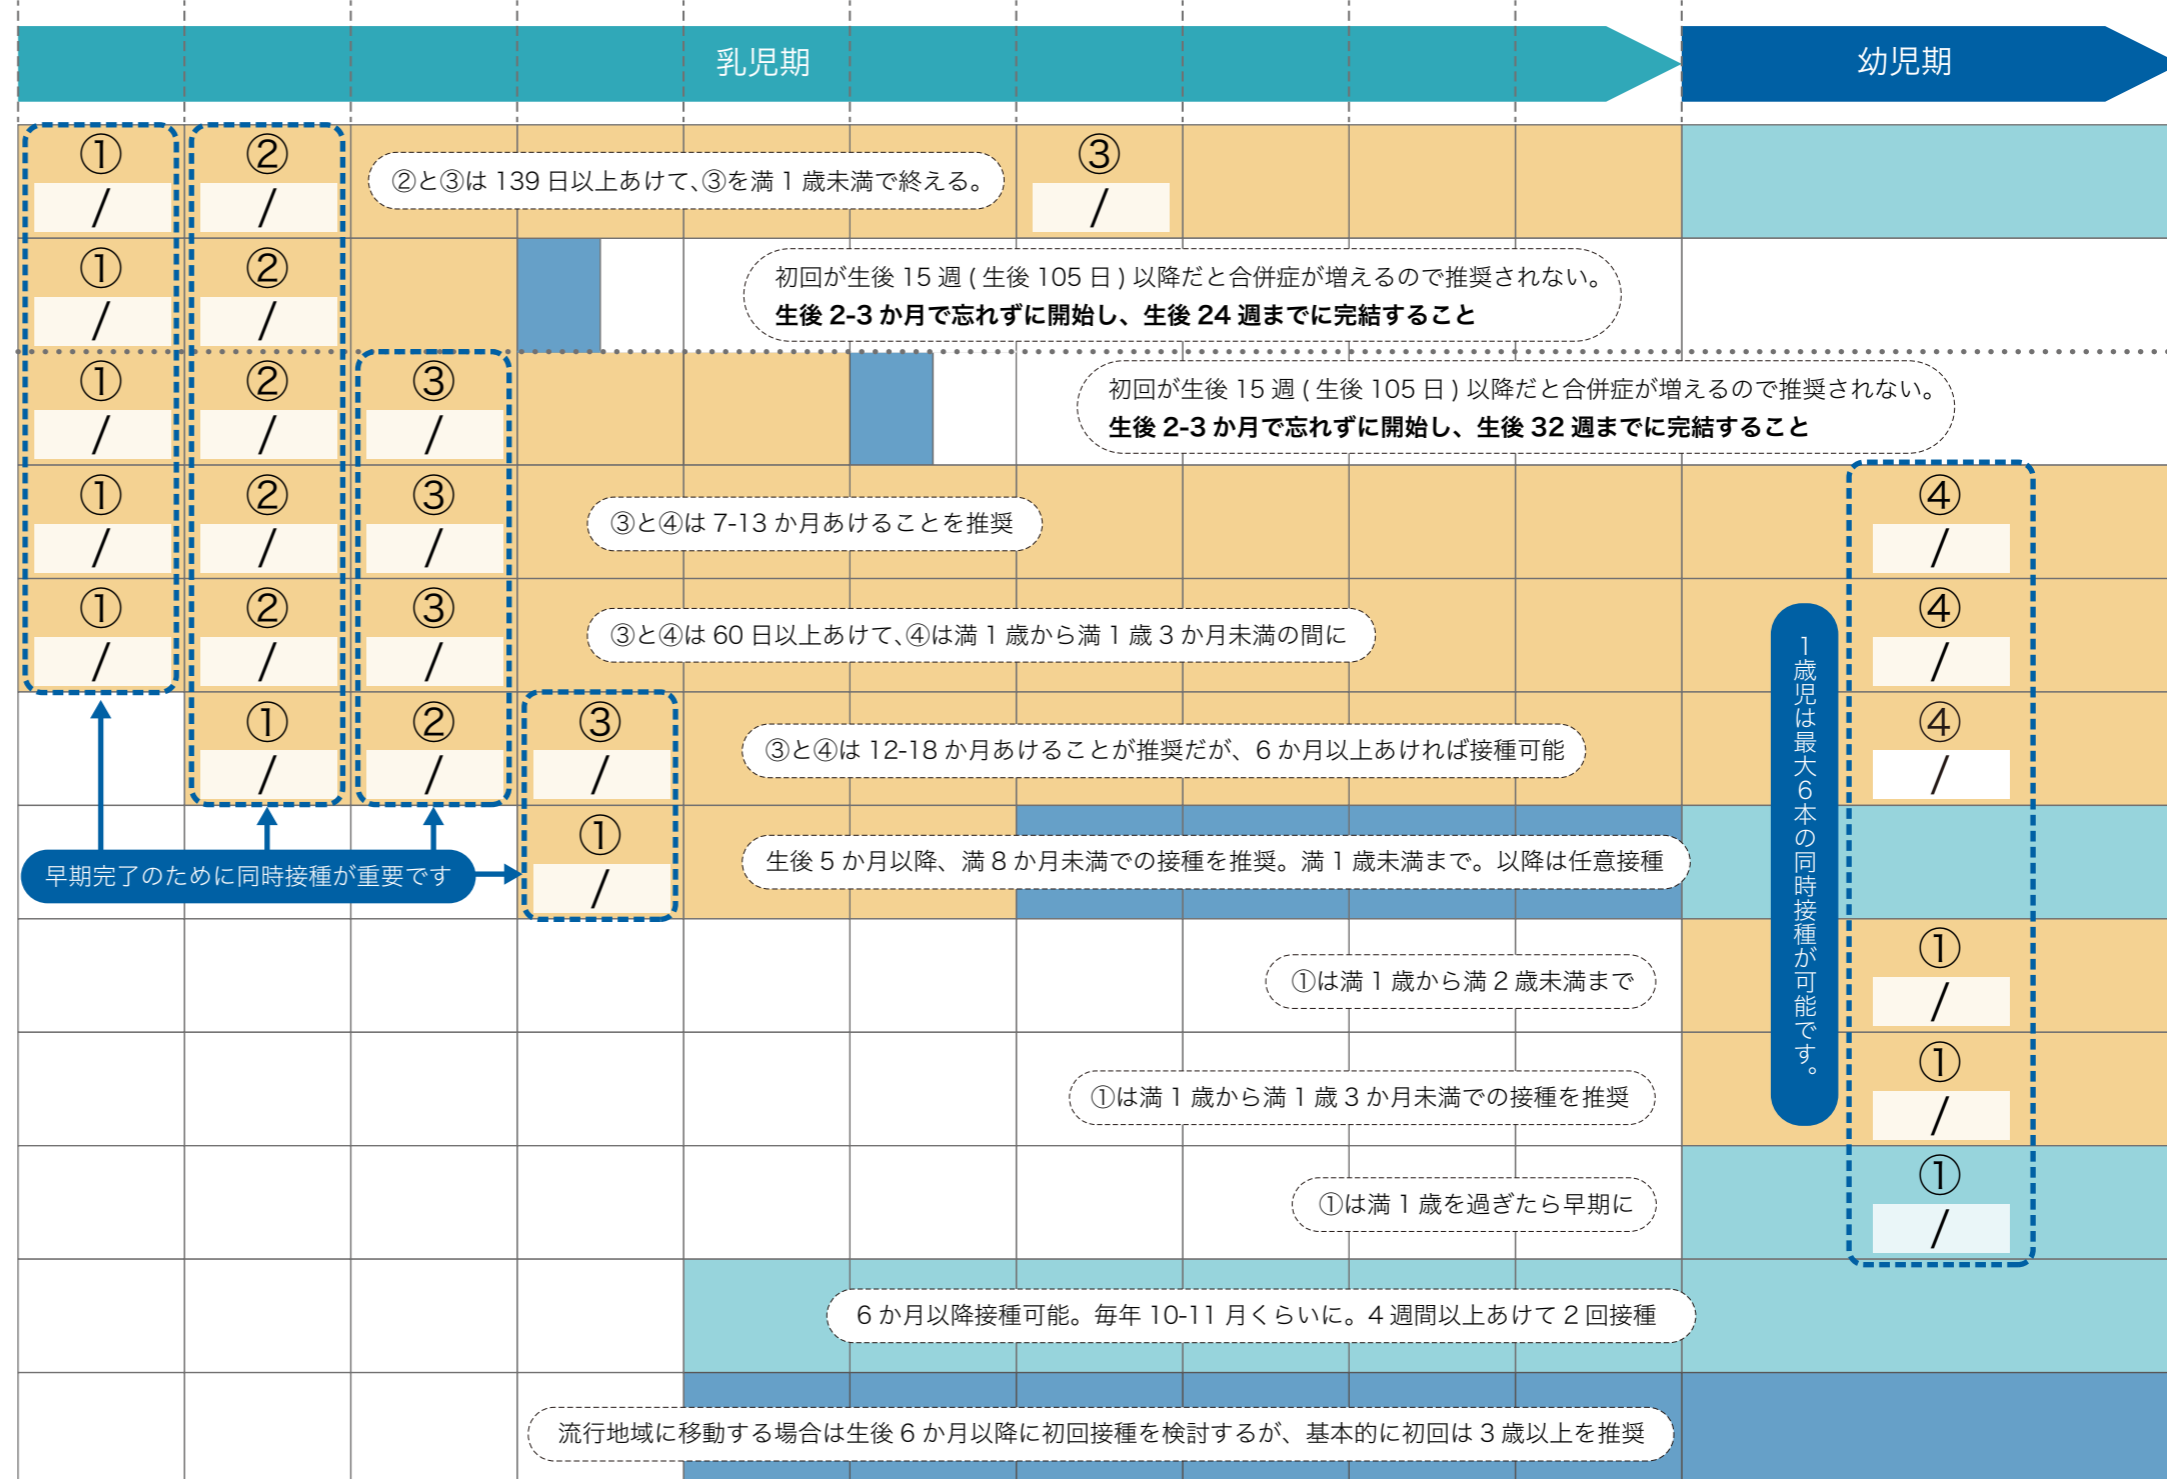 乳児期
幼児期
① ② ③
/ / /
②と③は 139 日以上あけて、③を満 1 歳未満で終える。
① ②
/ /
初回が生後 15 週 ( 生後 105 日 ) 以降だと合併症が増えるので推奨されない。
生後 2-3 か月で忘れずに開始し、生後 24 週までに完結すること
① ② ③
/ / /
初回が生後 15 週 ( 生後 105 日 ) 以降だと合併症が増えるので推奨されない。
生後 2-3 か月で忘れずに開始し、生後 32 週までに完結すること
① ② ③ ④
/ / / /
③と④は 7-13 か月あけることを推奨
① ② ③ ④
/ / / /
③と④は 60 日以上あけて、④は満 1 歳から満 1 歳 3 か月未満の間に
① ② ③ ④
/ / / /
③と④は 12-18 か月あけることが推奨だが、6 か月以上あければ接種可能
①
/
生後 5 か月以降、満 8 か月未満での接種を推奨。満 1 歳未満まで。以降は任意接種
早期完了のために同時接種が重要です
1歳児は最大6本の同時接種が可能です。
①は満 1 歳から満 2 歳未満まで
①
/
①は満 1 歳から満 1 歳 3 か月未満での接種を推奨
①
/
①は満 1 歳を過ぎたら早期に
①
/
6 か月以降接種可能。毎年 10-11 月くらいに。4 週間以上あけて 2 回接種
流行地域に移動する場合は生後 6 か月以降に初回接種を検討するが、基本的に初回は 3 歳以上を推奨